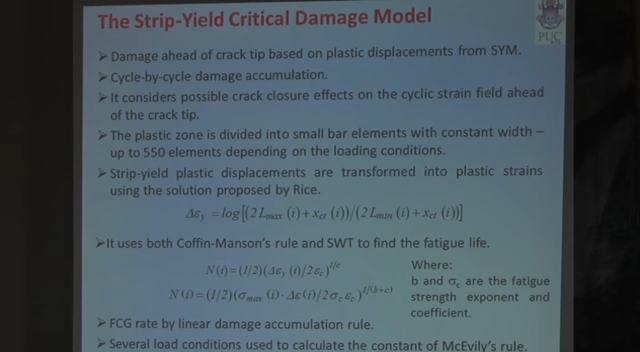 The Strip-Yield Critical Damage Model
PUC
➢ Damage ahead of crack tip based on plastic displacements from SYM.
➢ Cycle-by-cycle damage accumulation.
➢ It considers possible crack closure effects on the cyclic strain field ahead
of the crack tip.
➢ The plastic zone is divided into small bar elements with constant width –
up to 550 elements depending on the loading conditions.
➢ Strip-yield plastic displacements are transformed into plastic strains
using the solution proposed by Rice.
Δεy = log[(2Lmax (i)+xct (i))/(2Lmin (i)+xct (i))]
➢It uses both Coffin-Manson's rule and SWT to find the fatigue life.
N(i)=(1/2)(Δεy (i)/2εc)^1/c
N(i)=(1/2)(σmax (i)·Δε(i)/2σc εc)^1/(b+c)
Where:
b and σc are the fatigue
strength exponent and
coefficient.
➢ FCG rate by linear damage accumulation rule.
➢ Several load conditions used to calculate the constant of McEvily's rule.